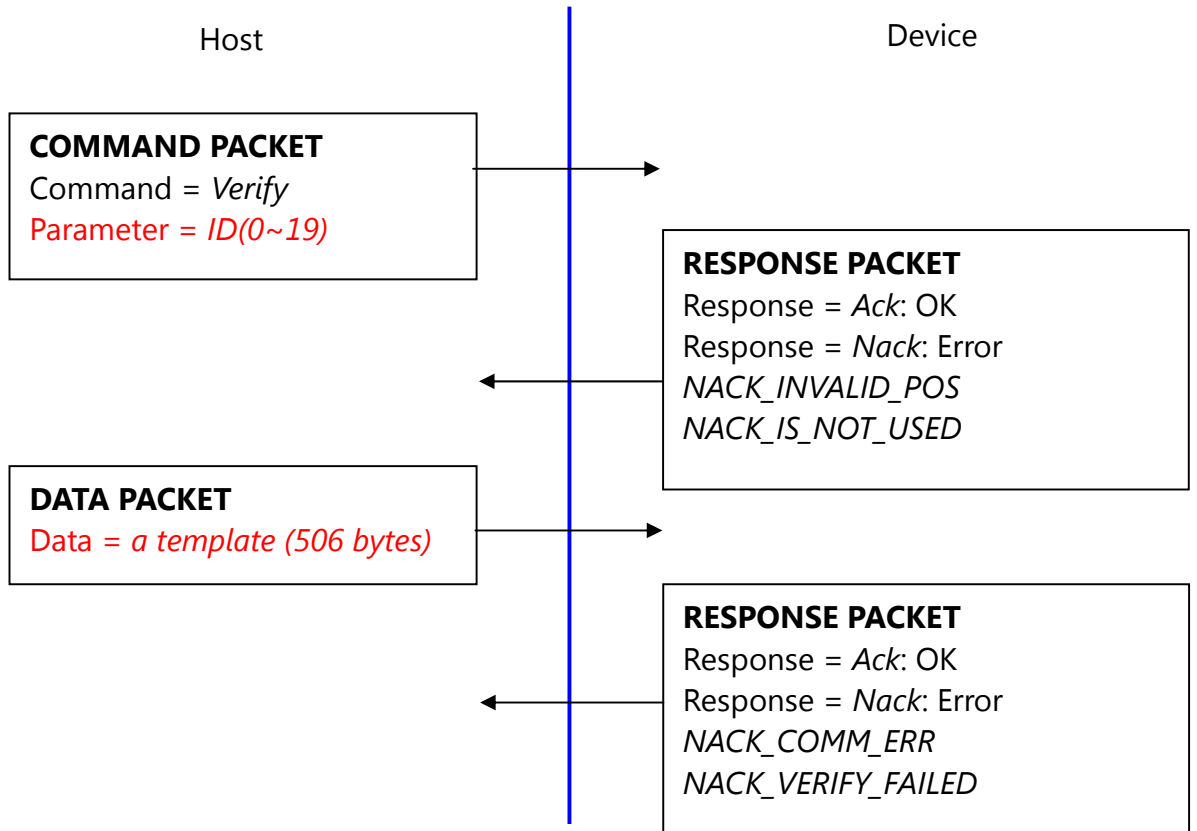 Host
Device
COMMAND PACKET
Command = Verify
Parameter = ID(0~19)
RESPONSE PACKET
Response = Ack: OK
Response = Nack: Error
NACK_INVALID_POS
NACK_IS_NOT_USED
DATA PACKET
Data = a template (506 bytes)
RESPONSE PACKET
Response = Ack: OK
Response = Nack: Error
NACK_COMM_ERR
NACK_VERIFY_FAILED